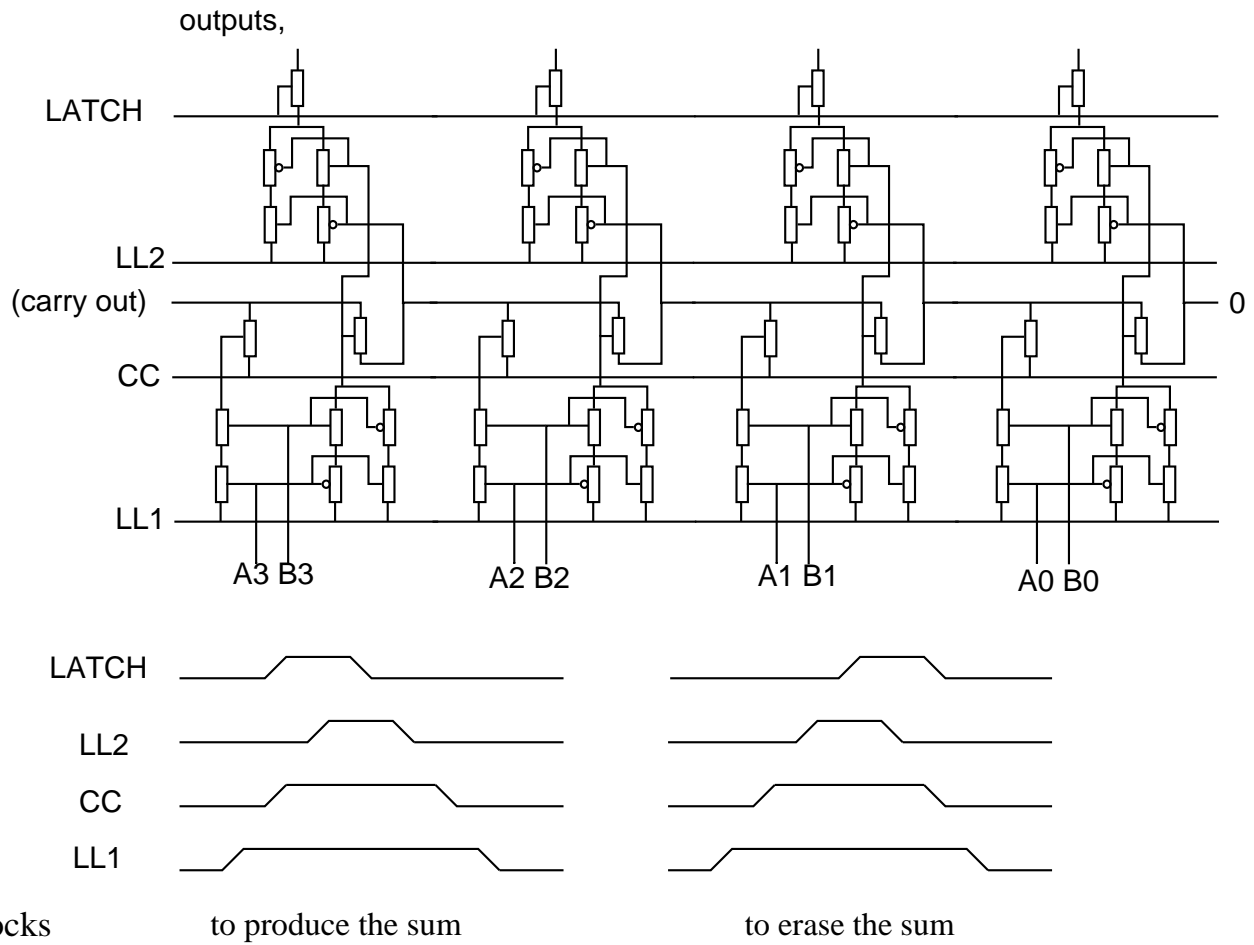 outputs,
LATCH
LL2
(carry out)
0
CC
LL1
A3 B3 A2 B2 A1 B1 A0 B0
LATCH
LL2
CC
LL1
ocks to produce the sum to erase the sum